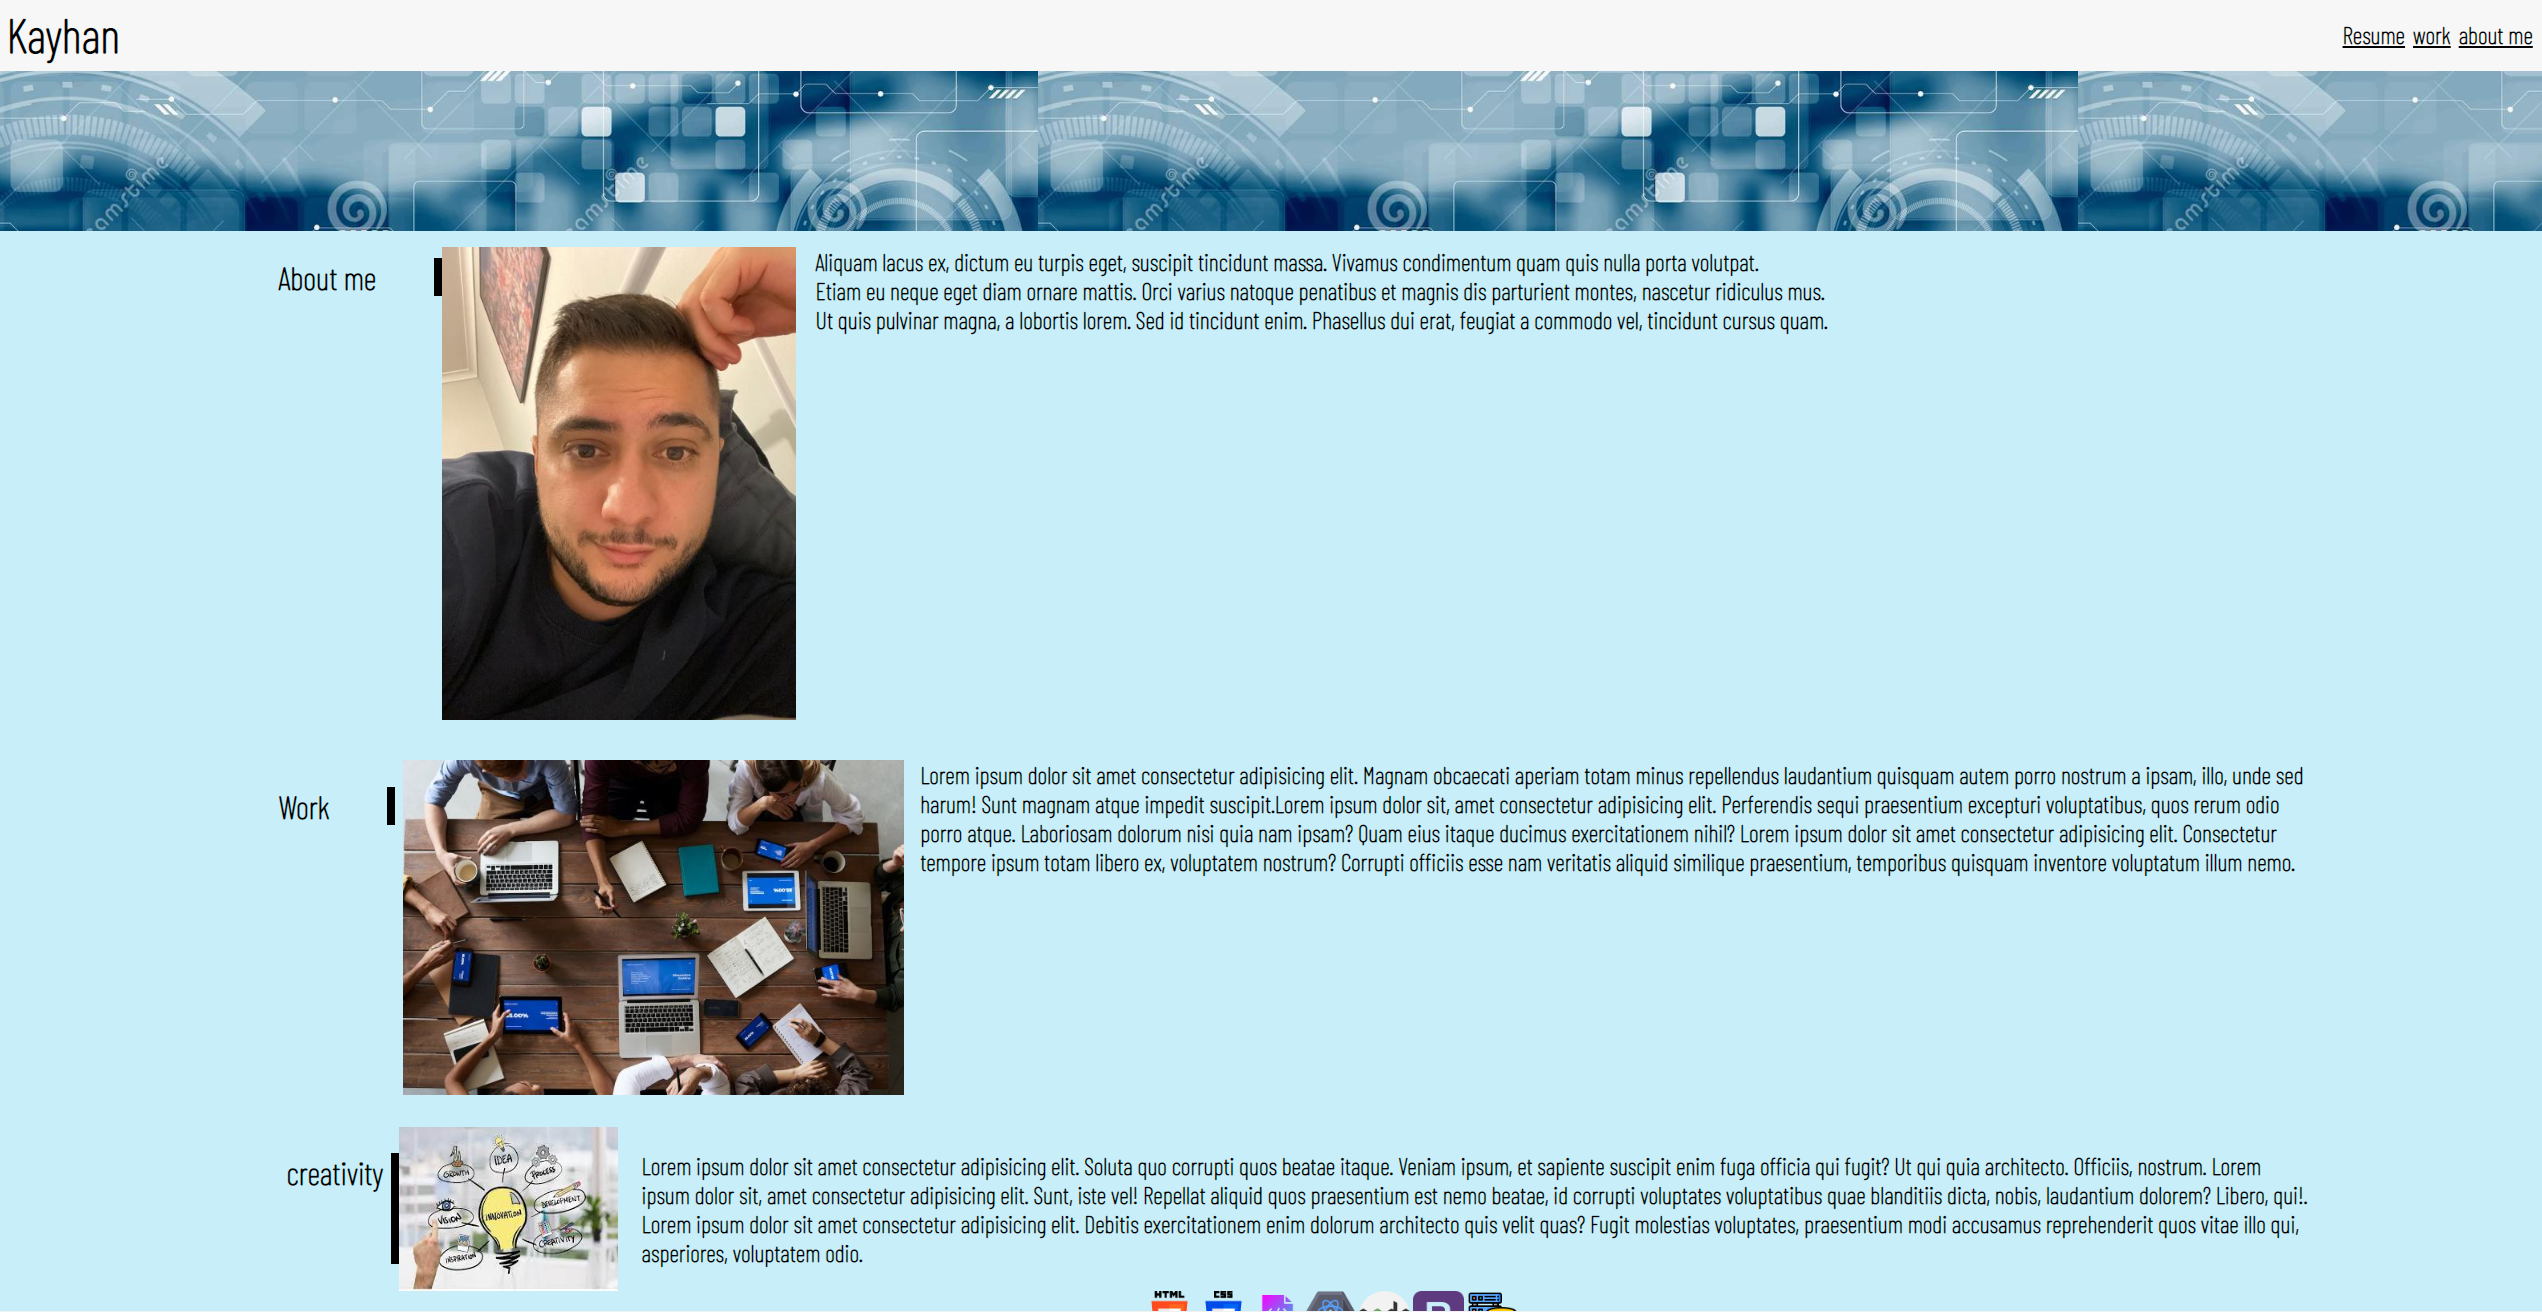 Kayhan
Resume work about me
About me
Aliquam lacus ex, dictum eu turpis eget, suscipit tincidunt massa. Vivamus condimentum quam quis nulla porta volutpat.
Etiam eu neque eget diam ornare mattis. Orci varius natoque penatibus et magnis dis parturient montes, nascetur ridiculus mus.
Ut quis pulvinar magna, a lobortis lorem. Sed id tincidunt enim. Phasellus dui erat, feugiat a commodo vel, tincidunt cursus quam.
Work
Lorem ipsum dolor sit amet consectetur adipisicing elit. Magnam obcaecati aperiam totam minus repellendus laudantium quisquam autem porro nostrum a ipsam, illo, unde sed
harum! Sunt magnam atque impedit suscipit.Lorem ipsum dolor sit, amet consectetur adipisicing elit. Perferendis sequi praesentium excepturi voluptatibus, quos rerum odio
porro atque. Laboriosam dolorum nisi quia nam ipsam? Quam eius itaque ducimus exercitationem nihil? Lorem ipsum dolor sit amet consectetur adipisicing elit. Consectetur
tempore ipsum totam libero ex, voluptatem nostrum? Corrupti officiis esse nam veritatis aliquid similique praesentium, temporibus quisquam inventore voluptatum illum nemo.
creativity
GROWTH
IDEA
PROCESS
DEVELOPMENT
VISION
INNOVATION
CREATIVITY
INSPIRATION
Lorem ipsum dolor sit amet consectetur adipisicing elit. Soluta quo corrupti quos beatae itaque. Veniam ipsum, et sapiente suscipit enim fuga officia qui fugit? Ut qui quia architecto. Officiis, nostrum. Lorem
ipsum dolor sit, amet consectetur adipisicing elit. Sunt, iste vel! Repellat aliquid quos praesentium est nemo beatae, id corrupti voluptates voluptatibus quae blanditiis dicta, nobis, laudantium dolorem? Libero, qui!.
Lorem ipsum dolor sit amet consectetur adipisicing elit. Debitis exercitationem enim dolorum architecto quis velit quas? Fugit molestias voluptates, praesentium modi accusamus reprehenderit quos vitae illo qui,
asperiores, voluptatem odio.
HTML
CSS